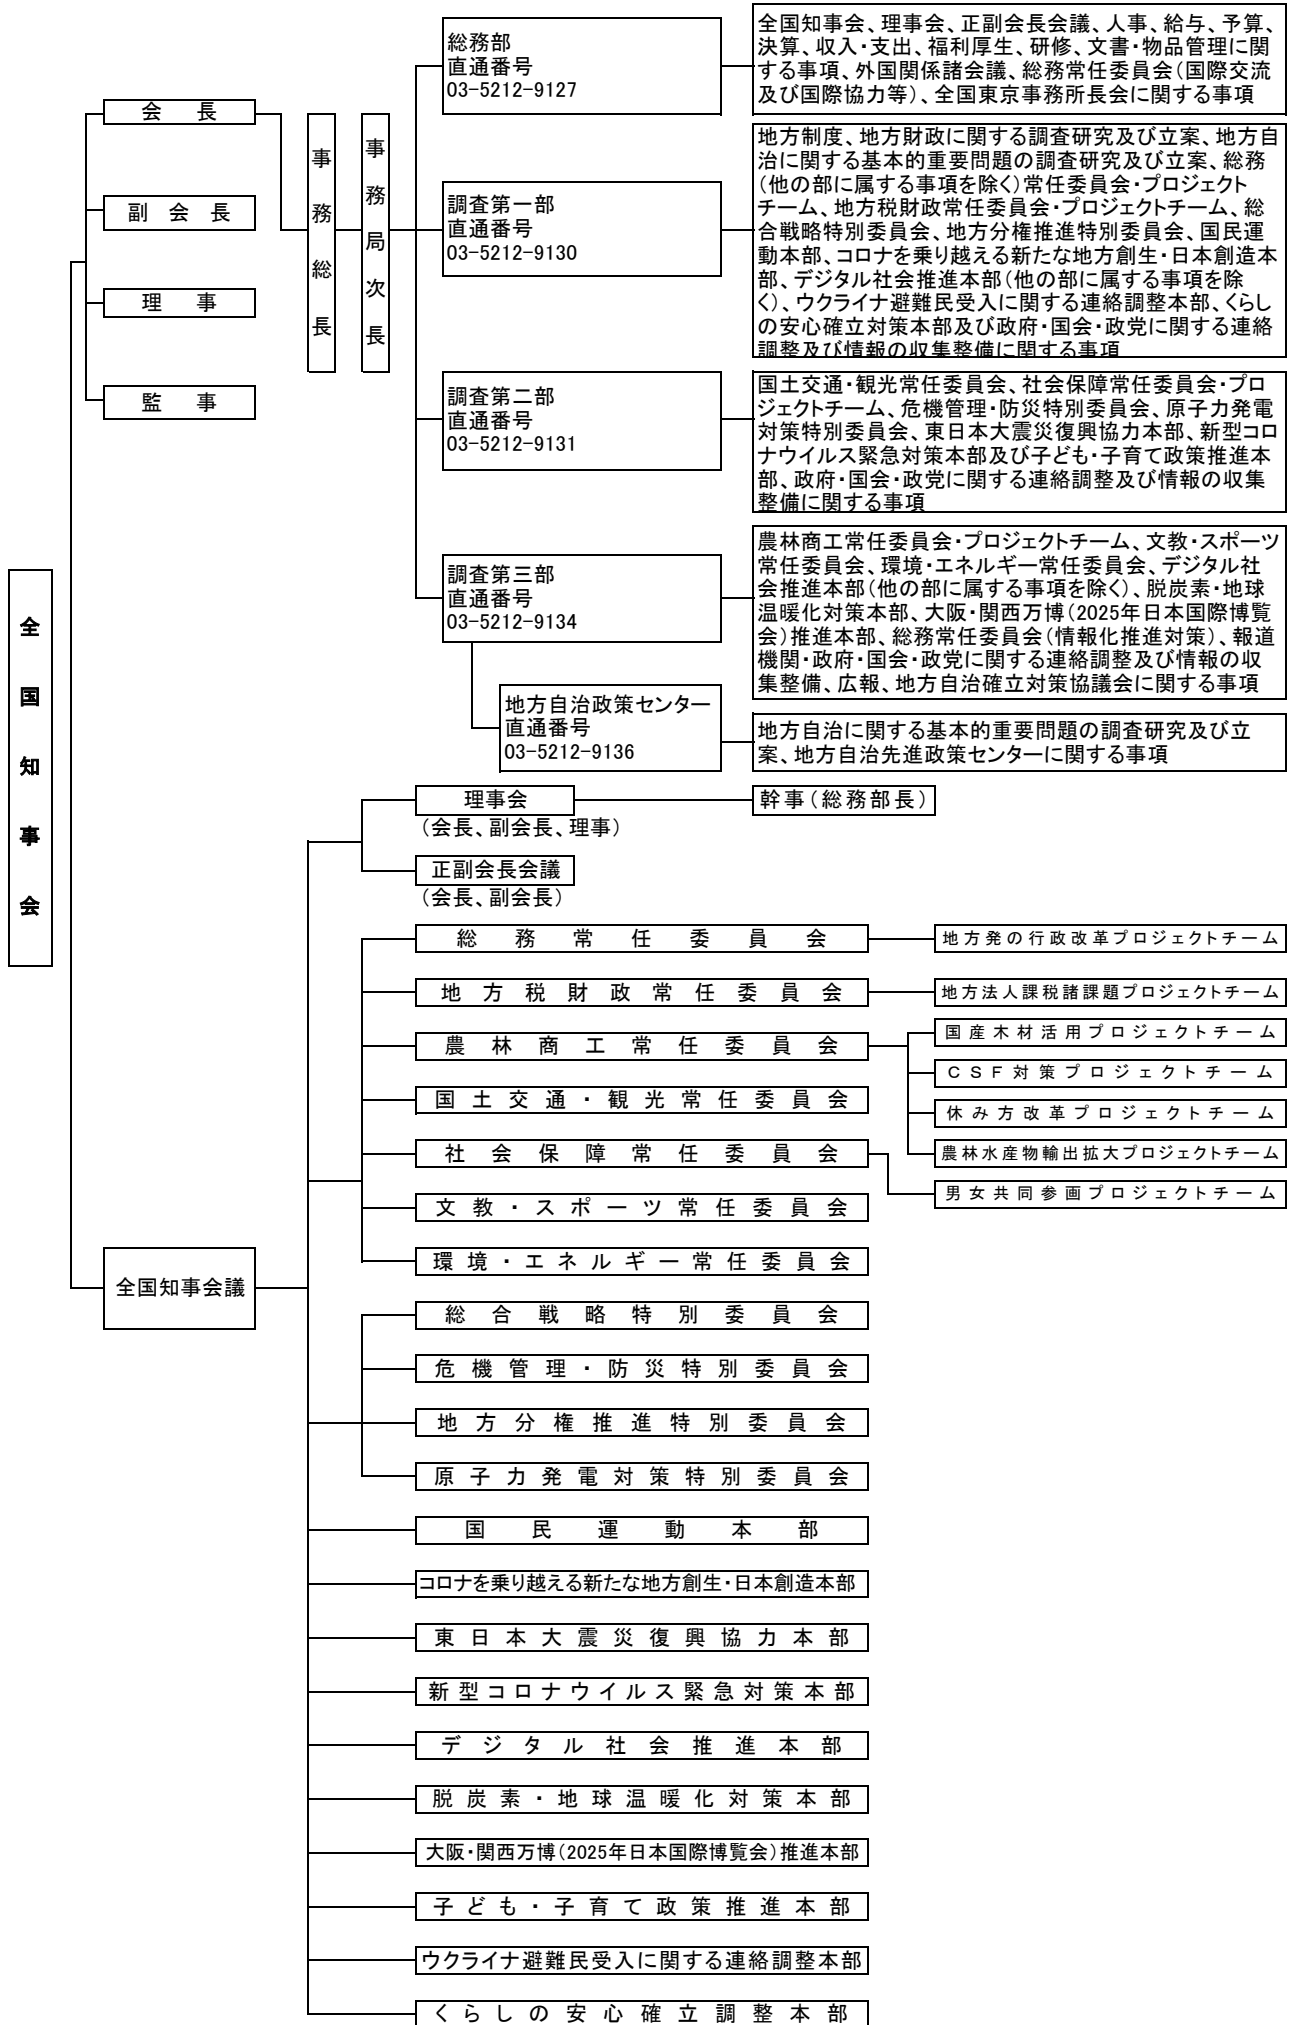 全国知事会
会長
副会長
理事
監事
事務総長
事務局次長
総務部
直通番号
03-5212-9127
全国知事会、理事会、正副会長会議、人事、給与、予算、
決算、収入・支出、福利厚生、研修、文書・物品管理に関
する事項、外国関係諸会議、総務常任委員会(国際交流
及び国際協力等)、全国東京事務所長会に関する事項
調査第一部
直通番号
03-5212-9130
地方制度、地方財政に関する調査研究及び立案、地方自
治に関する基本的重要問題の調査研究及び立案、総務
(他の部に属する事項を除く)常任委員会・プロジェクト
チーム、地方税財政常任委員会・プロジェクトチーム、総
合戦略特別委員会、地方分権推進特別委員会、国民運
動本部、コロナを乗り越える新たな地方創生・日本創造本
部、デジタル社会推進本部(他の部に属する事項を除
く)、ウクライナ避難民受入に関する連絡調整本部、くらし
の安心確立対策本部及び政府・国会・政党に関する連絡
調整及び情報の収集整備に関する事項
調査第二部
直通番号
03-5212-9131
国土交通・観光常任委員会、社会保障常任委員会・プロ
ジェクトチーム、危機管理・防災特別委員会、原子力発電
対策特別委員会、東日本大震災復興協力本部、新型コロ
ナウイルス緊急対策本部及び子ども・子育て政策推進本
部、政府・国会・政党に関する連絡調整及び情報の収集
整備に関する事項
調査第三部
直通番号
03-5212-9134
農林商工常任委員会・プロジェクトチーム、文教・スポーツ
常任委員会、環境・エネルギー常任委員会、デジタル社
会推進本部(他の部に属する事項を除く)、脱炭素・地球
温暖化対策本部、大阪・関西万博(2025年日本国際博覧
会)推進本部、総務常任委員会(情報化推進対策)、報道
機関・政府・国会・政党に関する連絡調整及び情報の収
集整備、広報、地方自治確立対策協議会に関する事項
地方自治政策センター
直通番号
03-5212-9136
地方自治に関する基本的重要問題の調査研究及び立
案、地方自治先進政策センターに関する事項
全国知事会議
理事会
幹事(総務部長)
(会長、副会長、理事)
正副会長会議
(会長、副会長)
総務常任委員会
地方発の行政改革プロジェクトチーム
地方税財政常任委員会
地方法人課税諸課題プロジェクトチーム
農林商工常任委員会
国産木材活用プロジェクトチーム
CSF対策プロジェクトチーム
休み方改革プロジェクトチーム
農林水産物輸出拡大プロジェクトチーム
国土交通・観光常任委員会
社会保障常任委員会
男女共同参画プロジェクトチーム
文教・スポーツ常任委員会
環境・エネルギー常任委員会
総合戦略特別委員会
危機管理・防災特別委員会
地方分権推進特別委員会
原子力発電対策特別委員会
国民運動本部
コロナを乗り越える新たな地方創生・日本創造本部
東日本大震災復興協力本部
新型コロナウイルス緊急対策本部
デジタル社会推進本部
脱炭素・地球温暖化対策本部
大阪・関西万博(2025年日本国際博覧会)推進本部
子ども・子育て政策推進本部
ウクライナ避難民受入に関する連絡調整本部
くらしの安心確立調整本部